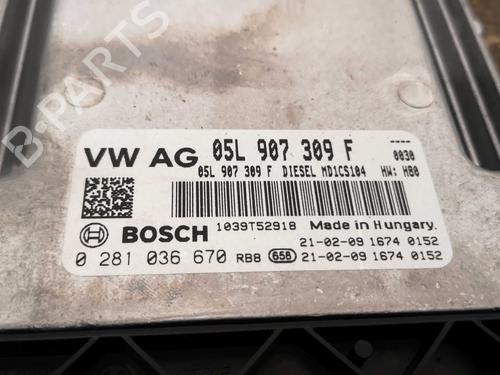 B-PARTS
VW AG 05L 907 309 F ----
05L 907 309 F DIESEL MD1CS104 0030
HW: H80
1039T52918 Made in Hungary.
BOSCH 21-02-09 1674 0152
0 281 036 670 RB8 658 21-02-09 1674 0152